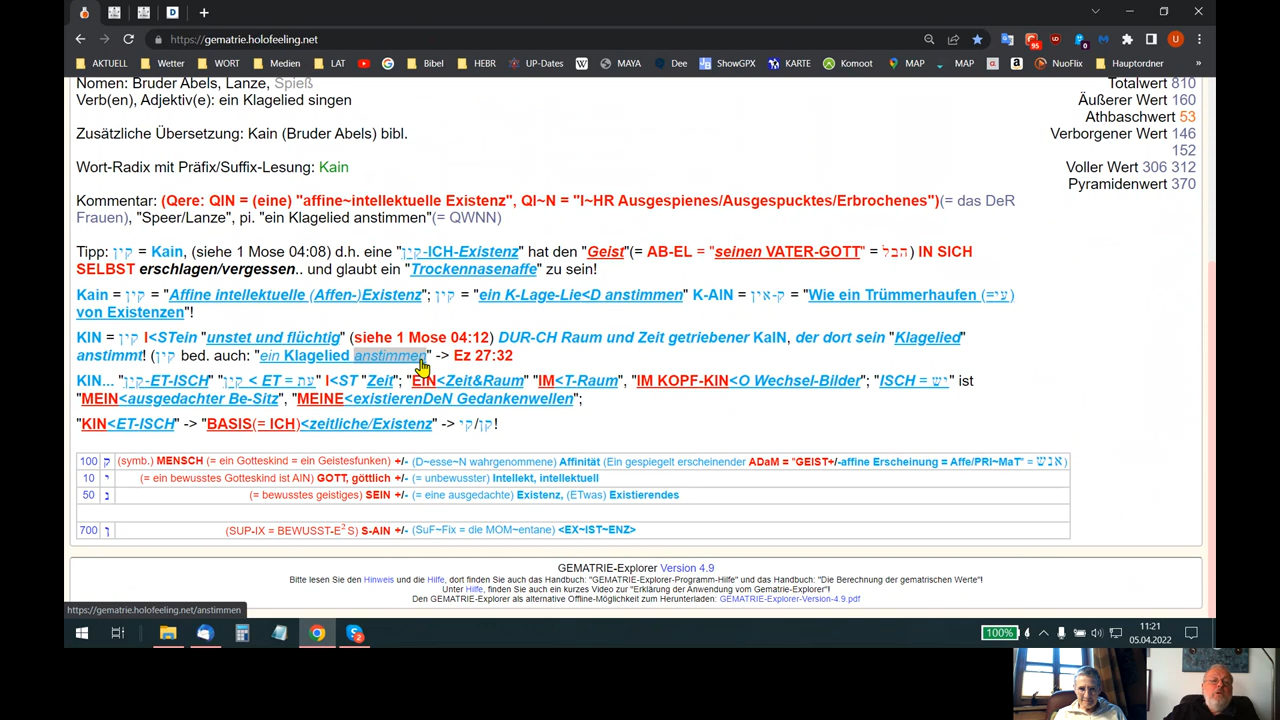 https://gematrie.holofeeling.net
AKTUELL Wetter WORT Medien LAT Bibel HEBR UP-Dates MAYA Dee ShowGPX KARTE Komoot MAP MAP NuoFlix Hauptordner
Nomen: Bruder Abels, Lanze, Spieß
Verb(en), Adjektiv(e): ein Klagelied singen
Totalwert 810
Äußerer Wert 160
Athbaschwert 53
Verborgener Wert 146
152
Voller Wert 306 312
Pyramidenwert 370
Zusätzliche Übersetzung: Kain (Bruder Abels) bibl.
Wort-Radix mit Präfix/Suffix-Lesung: Kain
Kommentar: (Qere: QIN = (eine) "affine~intellektuelle Existenz", QI~N = "I~HR Ausgespienes/Ausgespucktes/Erbrochenes")(= das DeR
Frauen), "Speer/Lanze", pi. "ein Klagelied anstimmen"(= QWNN)
Tipp: קין = Kain, (siehe 1 Mose 04:08) d.h. eine "קין-ICH-Existenz" hat den "Geist"(= AB-EL = "seinen VATER-GOTT" = הבל) IN SICH
SELBST erschlagen/vergessen.. und glaubt ein "Trockennasenaffe" zu sein!
Kain = קין = "Affine intellektuelle (Affen-)Existenz"; קין = "ein K-Lage-Lie<D anstimmen" K-AIN = ק-אין = "Wie ein Trümmerhaufen (=עי)
von Existenzen"!
KIN = קין I<STein "unstet und flüchtig" (siehe 1 Mose 04:12) DUR-CH Raum und Zeit getriebener KaIN, der dort sein "Klagelied"
anstimmt! (קין bed. auch: "ein Klagelied anstimmen" -> Ez 27:32
KIN... "קין-ET-ISCH" "קין < ET = עת" I<ST "Zeit"; "EIN<Zeit&Raum" "IM<T-Raum", "IM KOPF-KIN<O Wechsel-Bilder"; "ISCH = יש" ist
"MEIN<ausgedachter Be-Sitz", "MEINE<existierenDeN Gedankenwellen";
"KIN<ET-ISCH" -> "BASIS(= ICH)<zeitliche/Existenz" -> קי/קן!
100 ק (symb.) MENSCH (= ein Gotteskind = ein Geistesfunken) +/- (D~esse~N wahrgenommene) Affinität (Ein gespiegelt erscheinender ADaM = "GEIST+/-affine Erscheinung = Affe/PRI~MaT" = אנש)
10 י (= ein bewusstes Gotteskind ist AIN) GOTT, göttlich +/- (= unbewusster) Intellekt, intellektuell
50 נ (= bewusstes geistiges) SEIN +/- (= eine ausgedachte) Existenz, (ETwas) Existierendes
700 ן (SUP-IX = BEWUSST-E² S) S-AIN +/- (SuF~Fix = die MOM~entane) <EX~IST~ENZ>
GEMATRIE-Explorer Version 4.9
Bitte lesen Sie den Hinweis und die Hilfe, dort finden Sie auch das Handbuch: "GEMATRIE-Explorer-Programm-Hilfe" und das Handbuch: "Die Berechnung der gematrischen Werte"!
Unter Hilfe, finden Sie auch ein kurzes Video zur "Erklärung der Anwendung vom Gematrie-Explorer"!
Den GEMATRIE-Explorer als alternative Offline-Möglichkeit zum Herunterladen: GEMATRIE-Explorer-Version-4.9.pdf
https://gematrie.holofeeling.net/anstimmen
100%
11:21
05.04.2022